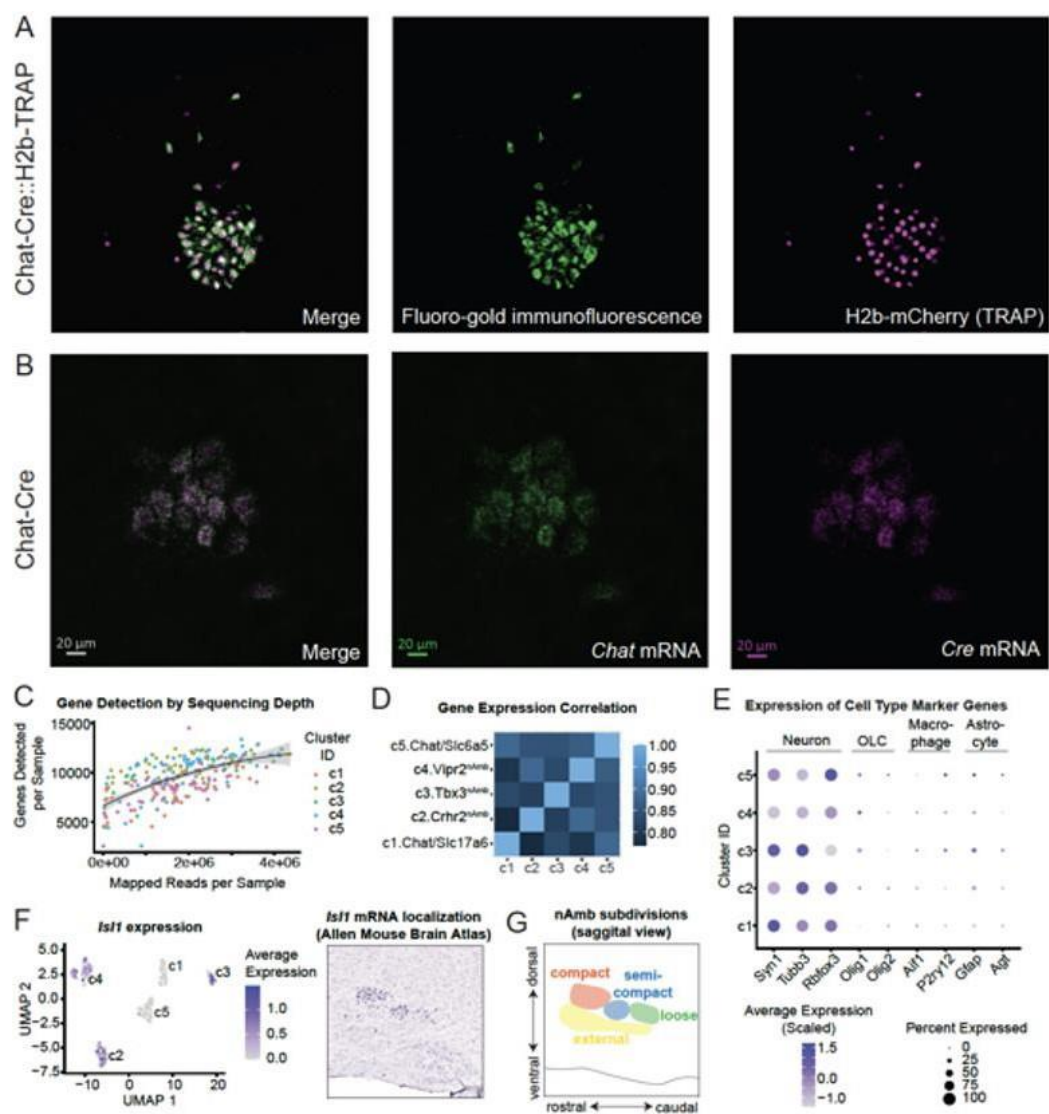 A
Chat-Cre::H2b-TRAP
Merge
Fluoro-gold immunofluorescence
H2b-mCherry (TRAP)
B
Chat-Cre
20 µm
Merge
20 µm
Chat mRNA
20 µm
Cre mRNA
C
Gene Detection by Sequencing Depth
Genes Detected
per Sample
15000
10000
5000
0e+00
2e+06
4e+06
Mapped Reads per Sample
Cluster
ID
c1
c2
c3
c4
c5
D
Gene Expression Correlation
c5.Chat/Slc6a5
c4.Vipr2nAmb
c3.Tbx3nAmb
c2.Crhr2nAmb
c1.Chat/Slc17a6
c1
c2
c3
c4
c5
1.00
0.95
0.90
0.85
0.80
E
Expression of Cell Type Marker Genes
Neuron
OLC
Macro-
phage
Astro-
cyte
Cluster ID
c5
c4
c3
c2
c1
Syn1
Tubb3
Rbfox3
Olig1
Olig2
Aif1
P2ry12
Gfap
Agt
Average Expression
(Scaled)
1.5
0.0
−1.0
Percent Expressed
0
25
50
75
100
F
Isl1 expression
UMAP 2
5.0
2.5
0.0
−2.5
−5.0
−7.5
c4
c1
c3
c5
c2
−10
0
10
20
UMAP 1
Average
Expression
1.0
0.5
0.0
Isl1 mRNA localization
(Allen Mouse Brain Atlas)
G
nAmb subdivisions
(saggital view)
dorsal
ventral
compact
semi-
compact
loose
external
rostral
caudal